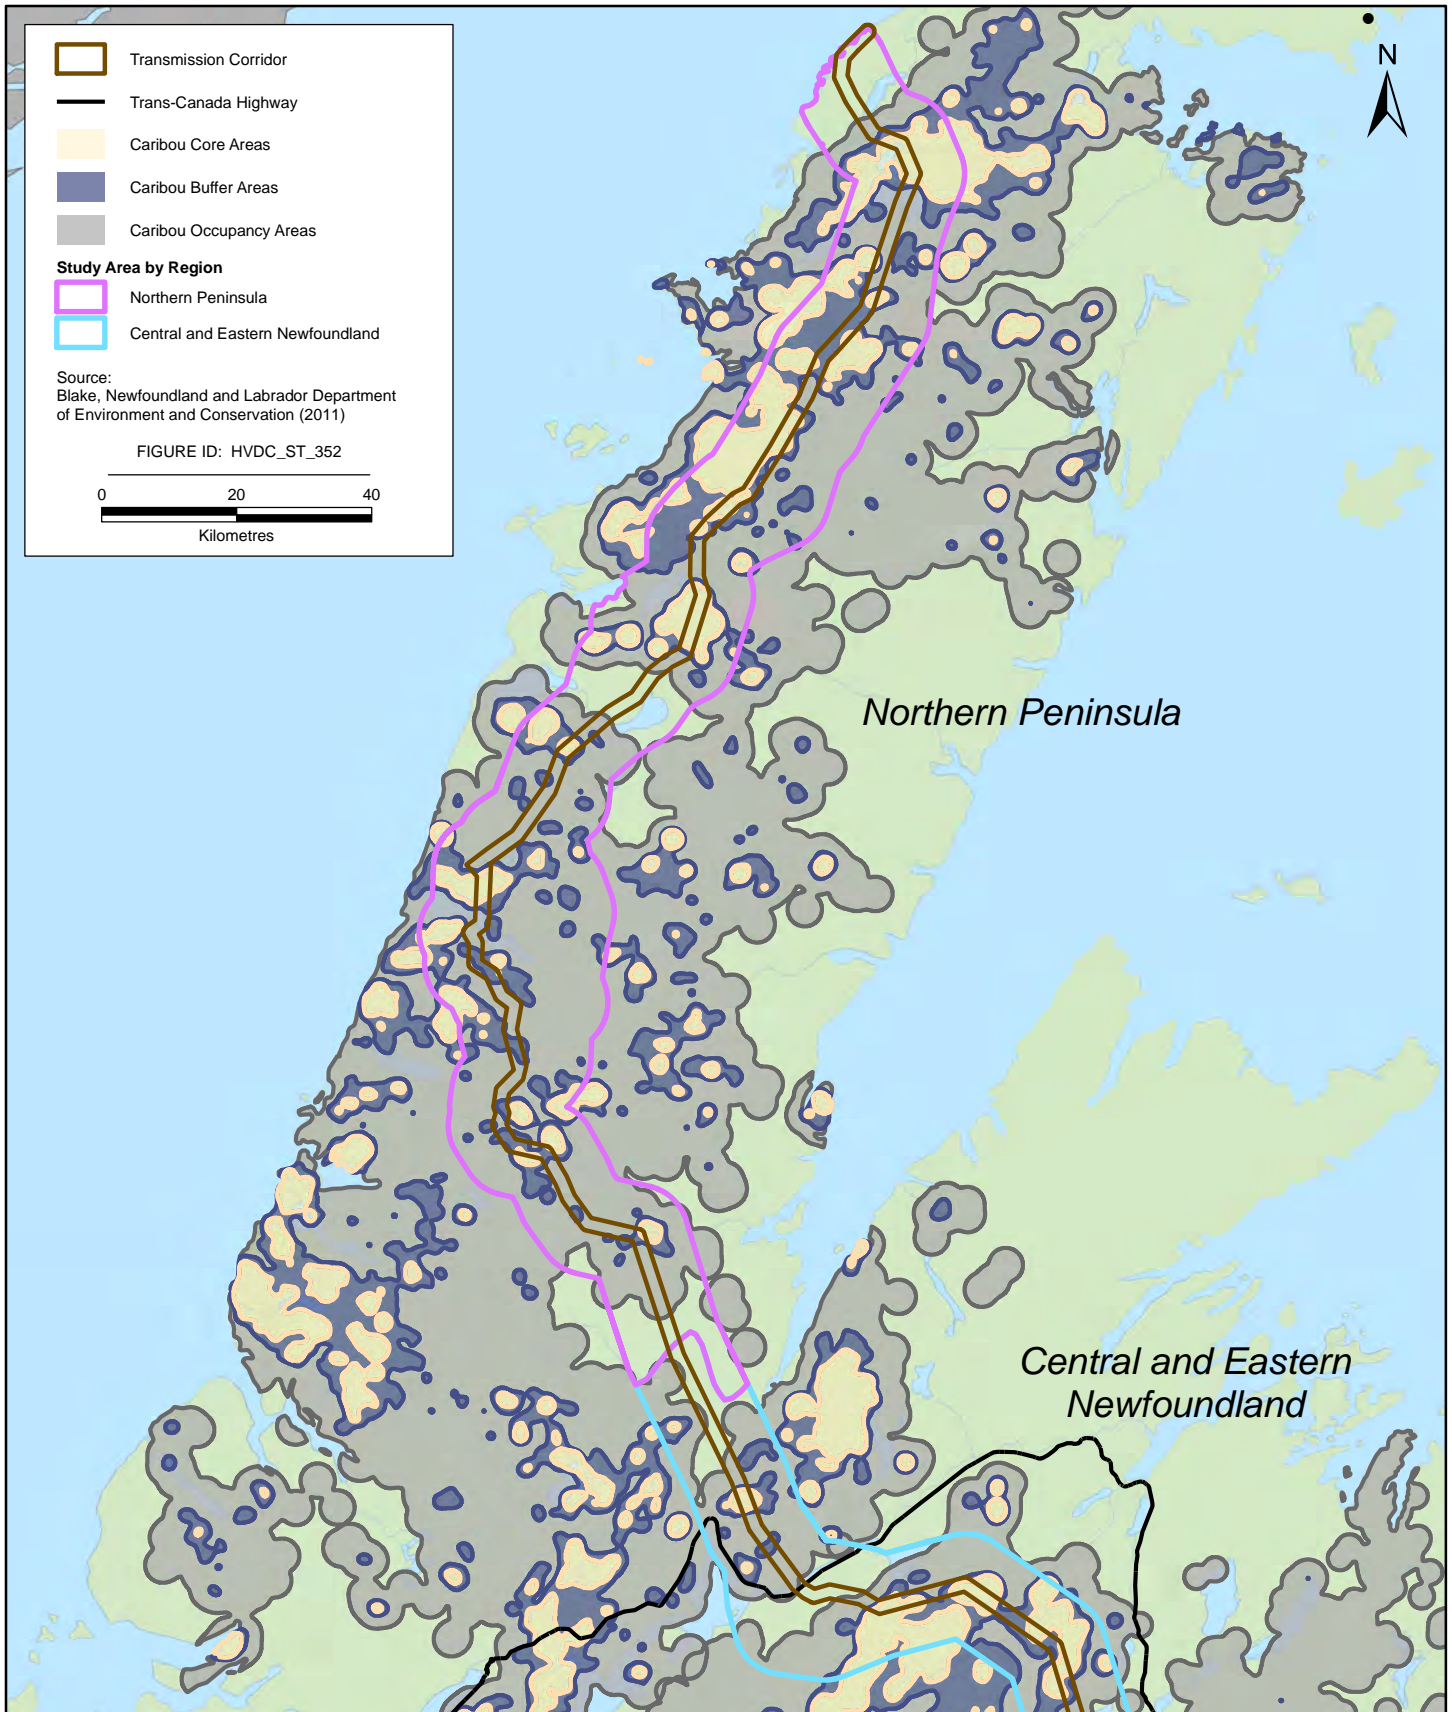 Transmission Corridor
Trans-Canada Highway
Caribou Core Areas
Caribou Buffer Areas
Caribou Occupancy Areas
Study Area by Region
Northern Peninsula
Central and Eastern Newfoundland
Source:
Blake, Newfoundland and Labrador Department
of Environment and Conservation (2011)
FIGURE ID: HVDC_ST_352
0 20 40
Kilometres
N
Northern Peninsula
Central and Eastern
Newfoundland